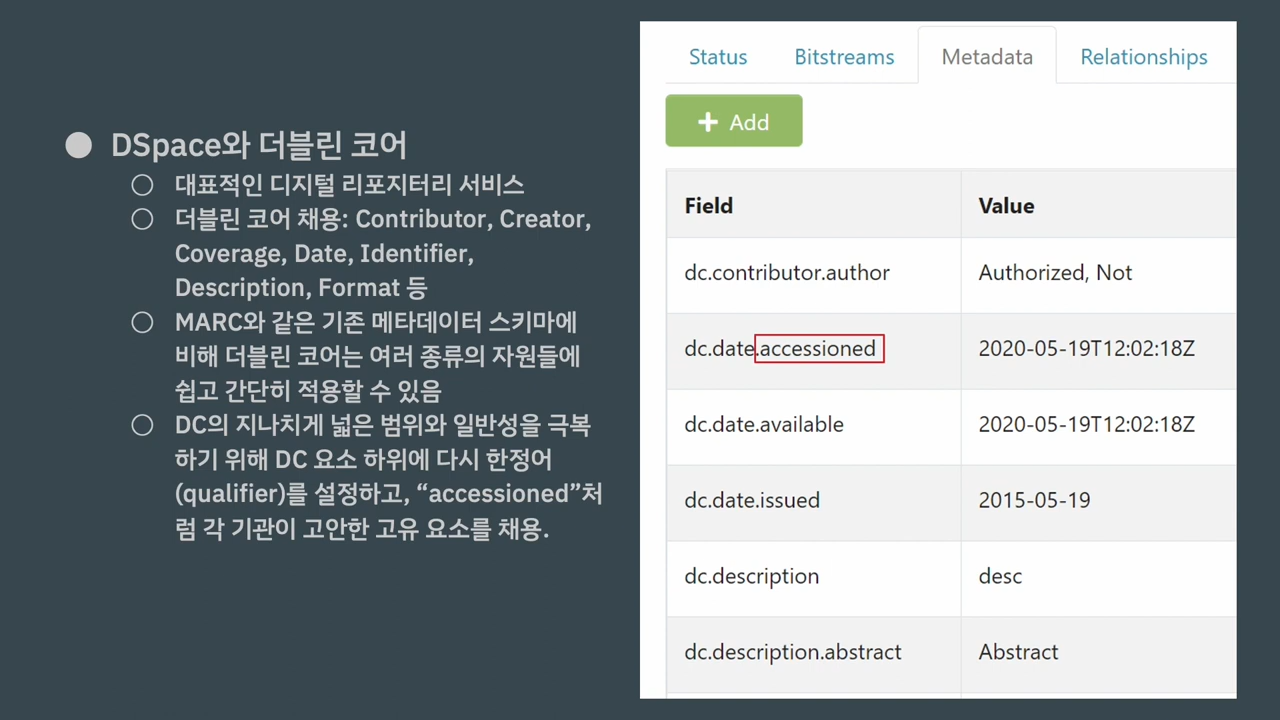 DSpace와 더블린 코어
대표적인 디지털 리포지터리 서비스
더블린 코어 채용: Contributor, Creator,
Coverage, Date, Identifier,
Description, Format 등
MARC와 같은 기존 메타데이터 스키마에
비해 더블린 코어는 여러 종류의 자원들에
쉽고 간단히 적용할 수 있음
DC의 지나치게 넓은 범위와 일반성을 극복
하기 위해 DC 요소 하위에 다시 한정어
(qualifier)를 설정하고, “accessioned”처
럼 각 기관이 고안한 고유 요소를 채용.
Status Bitstreams Metadata Relationships
+ Add
Field Value
dc.contributor.author Authorized, Not
dc.date.accessioned 2020-05-19T12:02:18Z
dc.date.available 2020-05-19T12:02:18Z
dc.date.issued 2015-05-19
dc.description desc
dc.description.abstract Abstract